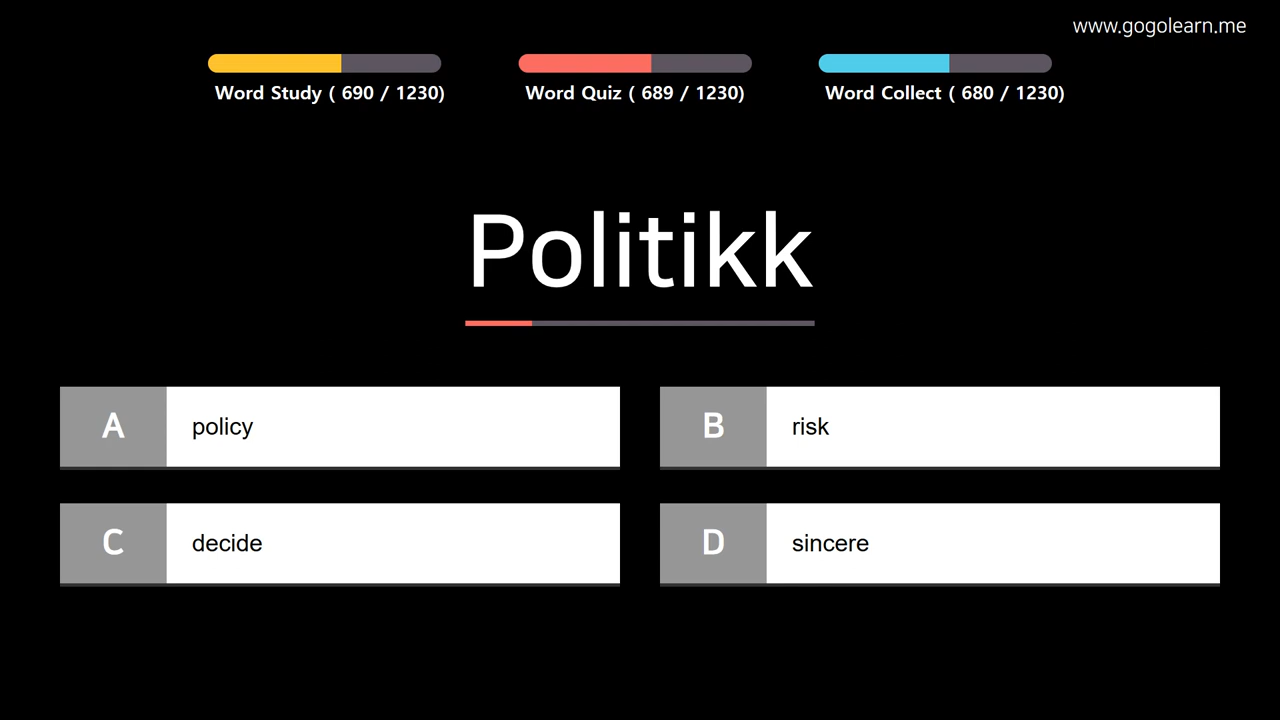 www.gogolearn.me
Word Study ( 690 / 1230) Word Quiz ( 689 / 1230) Word Collect ( 680 / 1230)
Politikk
A policy
B risk
C decide
D sincere